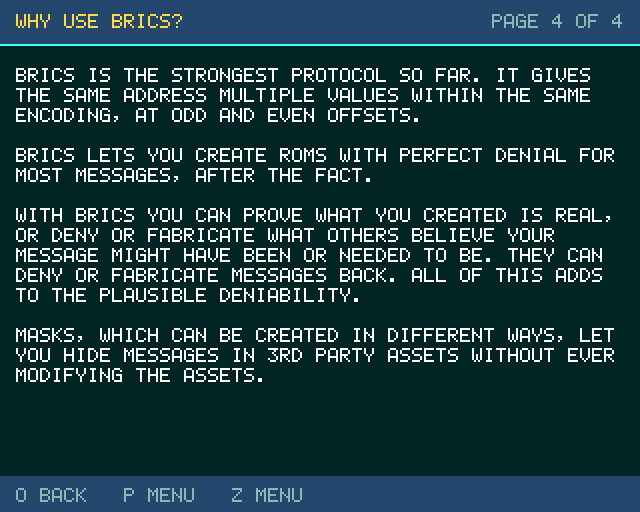 WHY USE BRICS?
PAGE 4 OF 4
BRICS IS THE STRONGEST PROTOCOL SO FAR. IT GIVES
THE SAME ADDRESS MULTIPLE VALUES WITHIN THE SAME
ENCODING, AT ODD AND EVEN OFFSETS.
BRICS LETS YOU CREATE ROMS WITH PERFECT DENIAL FOR
MOST MESSAGES, AFTER THE FACT.
WITH BRICS YOU CAN PROVE WHAT YOU CREATED IS REAL,
OR DENY OR FABRICATE WHAT OTHERS BELIEVE YOUR
MESSAGE MIGHT HAVE BEEN OR NEEDED TO BE. THEY CAN
DENY OR FABRICATE MESSAGES BACK. ALL OF THIS ADDS
TO THE PLAUSIBLE DENIABILITY.
MASKS, WHICH CAN BE CREATED IN DIFFERENT WAYS, LET
YOU HIDE MESSAGES IN 3RD PARTY ASSETS WITHOUT EVER
MODIFYING THE ASSETS.
O BACK P MENU Z MENU